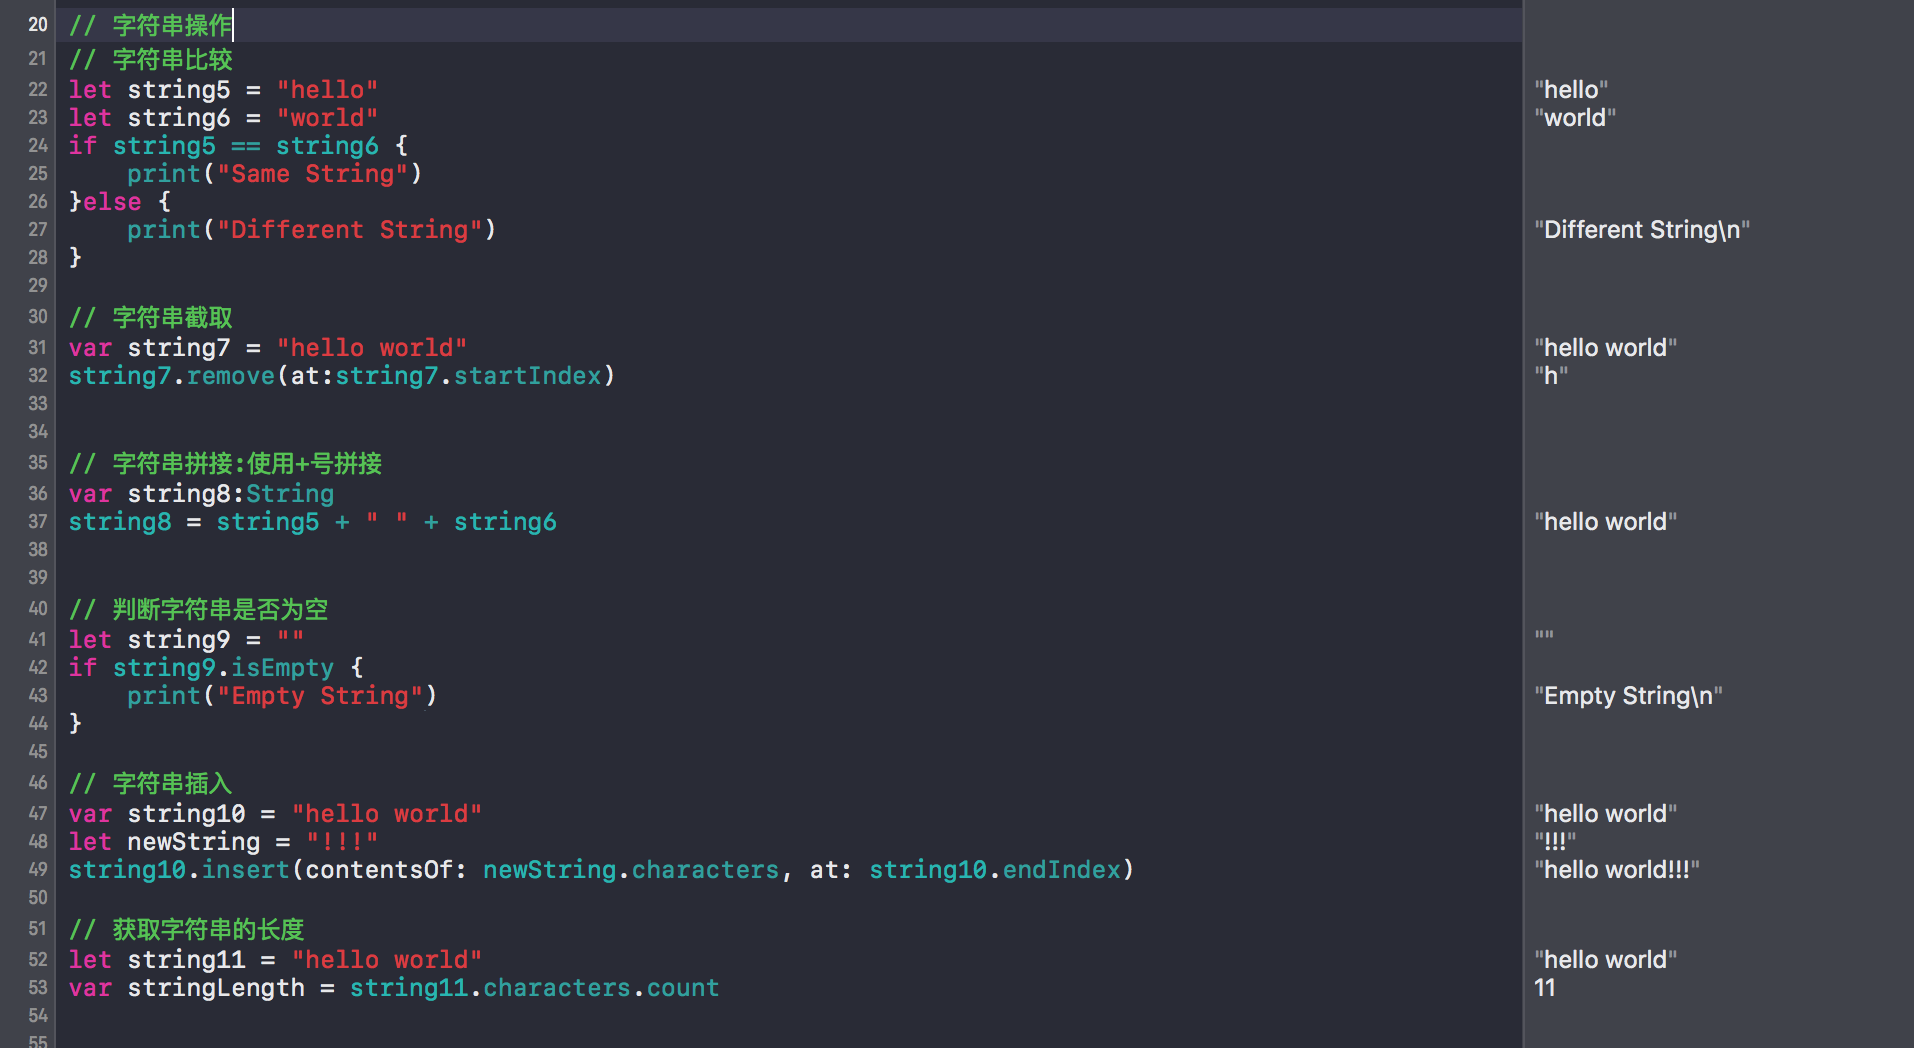 20 // 字符串操作
21 // 字符串比较
22 let string5 = "hello" "hello"
23 let string6 = "world" "world"
24 if string5 == string6 {
25     print("Same String")
26 }else {
27     print("Different String") "Different String\n"
28 }
29
30 // 字符串截取
31 var string7 = "hello world" "hello world"
32 string7.remove(at:string7.startIndex) "h"
33
34
35 // 字符串拼接:使用+号拼接
36 var string8:String
37 string8 = string5 + " " + string6 "hello world"
38
39
40 // 判断字符串是否为空
41 let string9 = "" ""
42 if string9.isEmpty {
43     print("Empty String") "Empty String\n"
44 }
45
46 // 字符串插入
47 var string10 = "hello world" "hello world"
48 let newString = "!!!" "!!!"
49 string10.insert(contentsOf: newString.characters, at: string10.endIndex) "hello world!!!"
50
51 // 获取字符串的长度
52 let string11 = "hello world" "hello world"
53 var stringLength = string11.characters.count 11
54
55